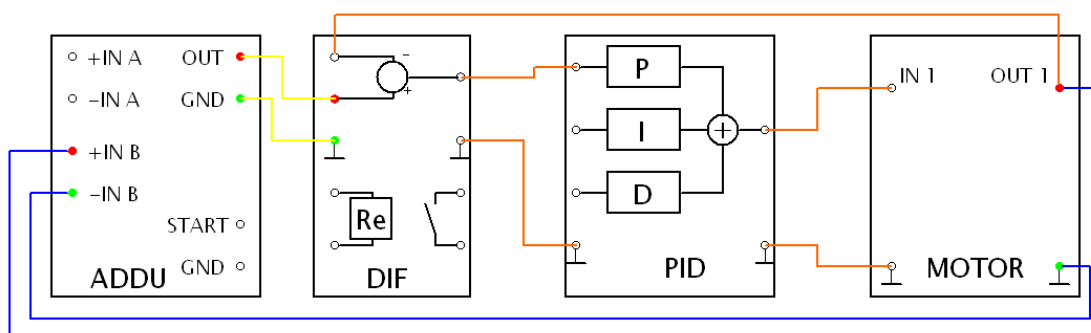 +IN A OUT
-IN A GND
+IN B
-IN B
START
GND
ADDU
-
+
Re
DIF
P
I
+
D
PID
IN 1 OUT 1
MOTOR